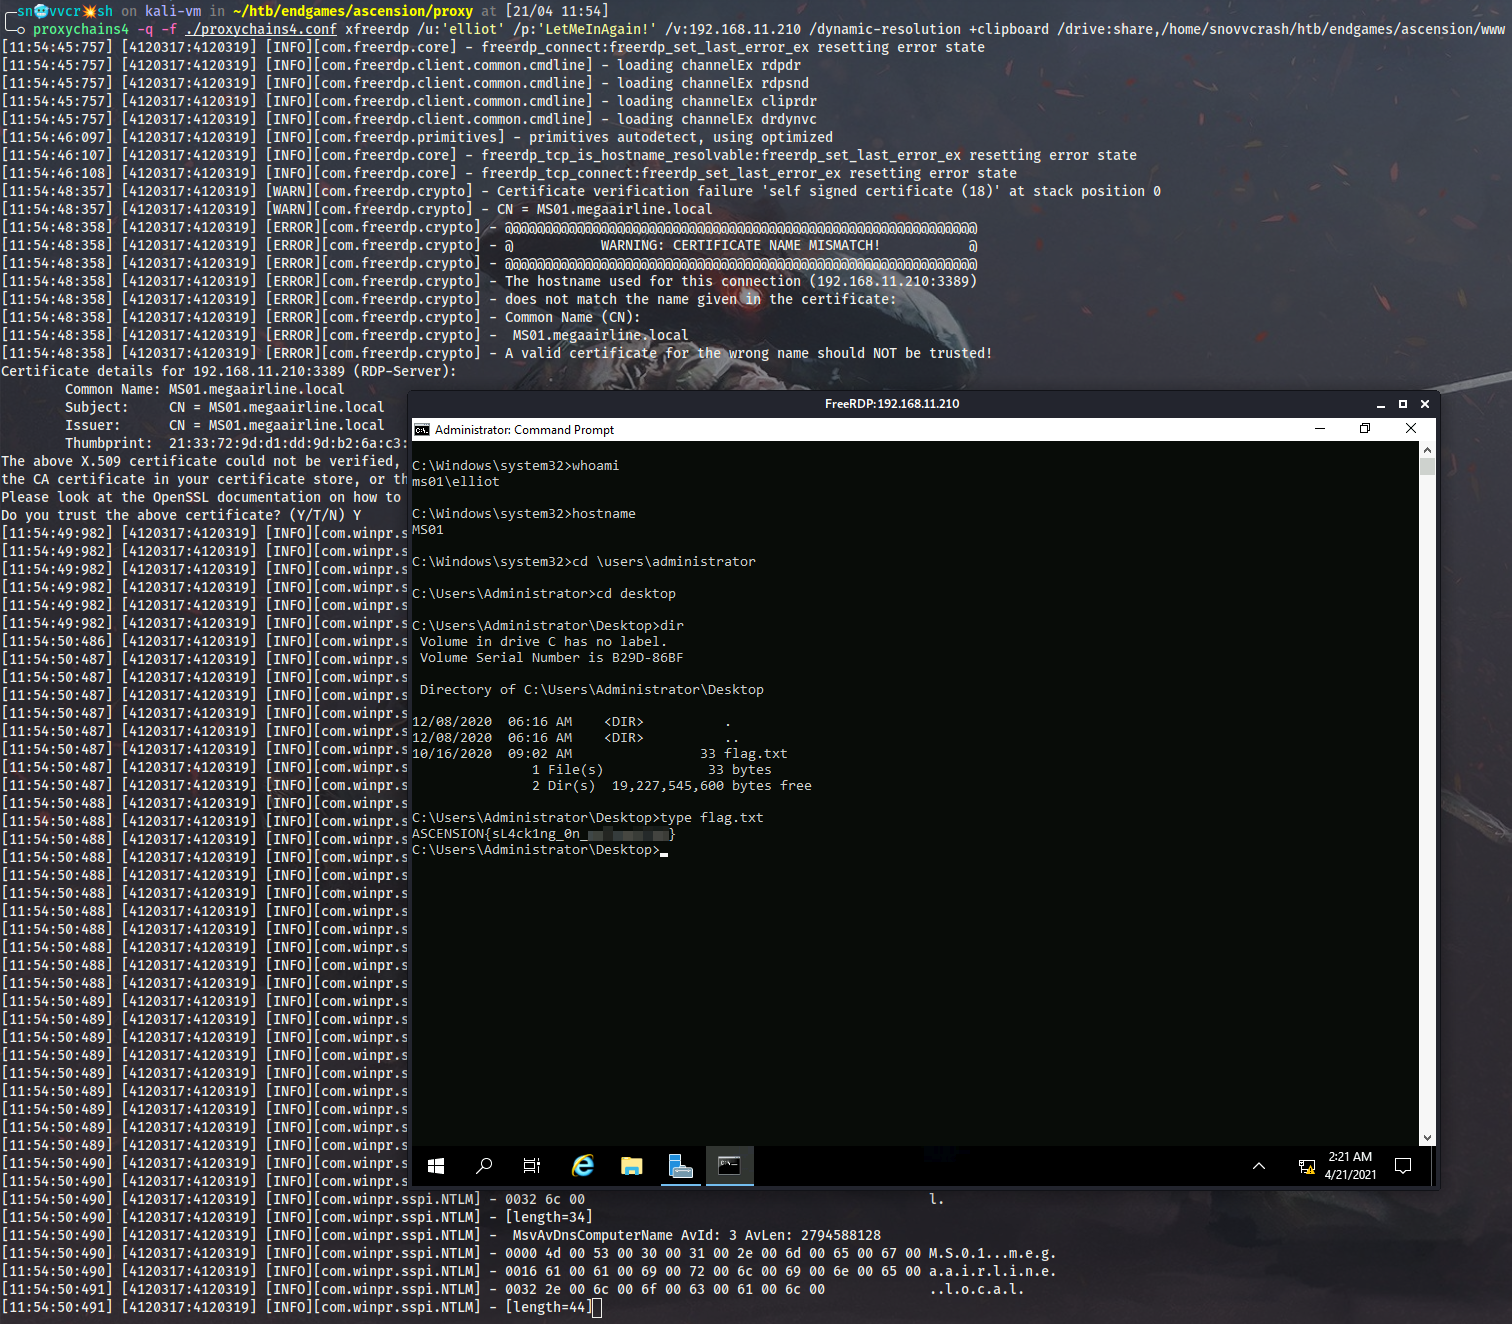 sn🥶vvcr💥sh on kali-vm in ~/htb/endgames/ascension/proxy at [21/04 11:54]
proxychains4 -q -f ./proxychains4.conf xfreerdp /u:'elliot' /p:'LetMeInAgain!' /v:192.168.11.210 /dynamic-resolution +clipboard /drive:share,/home/snovvcrash/htb/endgames/ascension/www
[11:54:45:757] [4120317:4120319] [INFO][com.freerdp.core] - freerdp_connect:freerdp_set_last_error_ex resetting error state
[11:54:45:757] [4120317:4120319] [INFO][com.freerdp.client.common.cmdline] - loading channelEx rdpdr
[11:54:45:757] [4120317:4120319] [INFO][com.freerdp.client.common.cmdline] - loading channelEx rdpsnd
[11:54:45:757] [4120317:4120319] [INFO][com.freerdp.client.common.cmdline] - loading channelEx cliprdr
[11:54:45:757] [4120317:4120319] [INFO][com.freerdp.client.common.cmdline] - loading channelEx drdynvc
[11:54:46:097] [4120317:4120319] [INFO][com.freerdp.primitives] - primitives autodetect, using optimized
[11:54:46:107] [4120317:4120319] [INFO][com.freerdp.core] - freerdp_tcp_is_hostname_resolvable:freerdp_set_last_error_ex resetting error state
[11:54:46:108] [4120317:4120319] [INFO][com.freerdp.core] - freerdp_tcp_connect:freerdp_set_last_error_ex resetting error state
[11:54:48:357] [4120317:4120319] [WARN][com.freerdp.crypto] - Certificate verification failure 'self signed certificate (18)' at stack position 0
[11:54:48:357] [4120317:4120319] [WARN][com.freerdp.crypto] - CN = MS01.megaairline.local
[11:54:48:358] [4120317:4120319] [ERROR][com.freerdp.crypto] - @@@@@@@@@@@@@@@@@@@@@@@@@@@@@@@@@@@@@@@@@@@@@@@@@@@@@@@@@@@
[11:54:48:358] [4120317:4120319] [ERROR][com.freerdp.crypto] - @           WARNING: CERTIFICATE NAME MISMATCH!           @
[11:54:48:358] [4120317:4120319] [ERROR][com.freerdp.crypto] - @@@@@@@@@@@@@@@@@@@@@@@@@@@@@@@@@@@@@@@@@@@@@@@@@@@@@@@@@@@
[11:54:48:358] [4120317:4120319] [ERROR][com.freerdp.crypto] - The hostname used for this connection (192.168.11.210:3389)
[11:54:48:358] [4120317:4120319] [ERROR][com.freerdp.crypto] - does not match the name given in the certificate:
[11:54:48:358] [4120317:4120319] [ERROR][com.freerdp.crypto] - Common Name (CN):
[11:54:48:358] [4120317:4120319] [ERROR][com.freerdp.crypto] -  MS01.megaairline.local
[11:54:48:358] [4120317:4120319] [ERROR][com.freerdp.crypto] - A valid certificate for the wrong name should NOT be trusted!
Certificate details for 192.168.11.210:3389 (RDP-Server):
Common Name: MS01.megaairline.local
Subject:     CN = MS01.megaairline.local
Issuer:      CN = MS01.megaairline.local
Thumbprint:  21:33:72:9d:d1:dd:9d:b2:6a:c3:
The above X.509 certificate could not be verified,
the CA certificate in your certificate store, or th
Please look at the OpenSSL documentation on how to
Do you trust the above certificate? (Y/T/N) Y
[11:54:49:982] [4120317:4120319] [INFO][com.winpr.s
[11:54:49:982] [4120317:4120319] [INFO][com.winpr.s
[11:54:49:982] [4120317:4120319] [INFO][com.winpr.s
[11:54:49:982] [4120317:4120319] [INFO][com.winpr.s
[11:54:49:982] [4120317:4120319] [INFO][com.winpr.s
[11:54:49:982] [4120317:4120319] [INFO][com.winpr.s
[11:54:50:486] [4120317:4120319] [INFO][com.winpr.s
[11:54:50:487] [4120317:4120319] [INFO][com.winpr.s
[11:54:50:487] [4120317:4120319] [INFO][com.winpr.s
[11:54:50:487] [4120317:4120319] [INFO][com.winpr.s
[11:54:50:487] [4120317:4120319] [INFO][com.winpr.s
[11:54:50:487] [4120317:4120319] [INFO][com.winpr.s
[11:54:50:487] [4120317:4120319] [INFO][com.winpr.s
[11:54:50:487] [4120317:4120319] [INFO][com.winpr.s
[11:54:50:487] [4120317:4120319] [INFO][com.winpr.s
[11:54:50:488] [4120317:4120319] [INFO][com.winpr.s
[11:54:50:488] [4120317:4120319] [INFO][com.winpr.s
[11:54:50:488] [4120317:4120319] [INFO][com.winpr.s
[11:54:50:488] [4120317:4120319] [INFO][com.winpr.s
[11:54:50:488] [4120317:4120319] [INFO][com.winpr.s
[11:54:50:488] [4120317:4120319] [INFO][com.winpr.s
[11:54:50:488] [4120317:4120319] [INFO][com.winpr.s
[11:54:50:488] [4120317:4120319] [INFO][com.winpr.s
[11:54:50:488] [4120317:4120319] [INFO][com.winpr.s
[11:54:50:488] [4120317:4120319] [INFO][com.winpr.s
[11:54:50:488] [4120317:4120319] [INFO][com.winpr.s
[11:54:50:489] [4120317:4120319] [INFO][com.winpr.s
[11:54:50:489] [4120317:4120319] [INFO][com.winpr.s
[11:54:50:489] [4120317:4120319] [INFO][com.winpr.s
[11:54:50:489] [4120317:4120319] [INFO][com.winpr.s
[11:54:50:489] [4120317:4120319] [INFO][com.winpr.s
[11:54:50:489] [4120317:4120319] [INFO][com.winpr.s
[11:54:50:489] [4120317:4120319] [INFO][com.winpr.s
[11:54:50:489] [4120317:4120319] [INFO][com.winpr.s
[11:54:50:489] [4120317:4120319] [INFO][com.winpr.s
[11:54:50:490] [4120317:4120319] [INFO][com.winpr.s
[11:54:50:490] [4120317:4120319] [INFO][com.winpr.s
[11:54:50:490] [4120317:4120319] [INFO][com.winpr.sspi.NTLM] - 0032 6c 00                                           l.
[11:54:50:490] [4120317:4120319] [INFO][com.winpr.sspi.NTLM] - [length=34]
[11:54:50:490] [4120317:4120319] [INFO][com.winpr.sspi.NTLM] -  MsvAvDnsComputerName AvId: 3 AvLen: 2794588128
[11:54:50:490] [4120317:4120319] [INFO][com.winpr.sspi.NTLM] - 0000 4d 00 53 00 30 00 31 00 2e 00 6d 00 65 00 67 00 M.S.0.1...m.e.g.
[11:54:50:490] [4120317:4120319] [INFO][com.winpr.sspi.NTLM] - 0016 61 00 61 00 69 00 72 00 6c 00 69 00 6e 00 65 00 a.a.i.r.l.i.n.e.
[11:54:50:491] [4120317:4120319] [INFO][com.winpr.sspi.NTLM] - 0032 2e 00 6c 00 6f 00 63 00 61 00 6c 00             ..l.o.c.a.l.
[11:54:50:491] [4120317:4120319] [INFO][com.winpr.sspi.NTLM] - [length=44]
FreeRDP:192.168.11.210
Administrator: Command Prompt
C:\Windows\system32>whoami
ms01\elliot
C:\Windows\system32>hostname
MS01
C:\Windows\system32>cd \users\administrator
C:\Users\Administrator>cd desktop
C:\Users\Administrator\Desktop>dir
Volume in drive C has no label.
Volume Serial Number is B29D-86BF
Directory of C:\Users\Administrator\Desktop
12/08/2020  06:16 AM    <DIR>          .
12/08/2020  06:16 AM    <DIR>          ..
10/16/2020  09:02 AM                33 flag.txt
1 File(s)             33 bytes
2 Dir(s)  19,227,545,600 bytes free
C:\Users\Administrator\Desktop>type flag.txt
ASCENSION{sL4ck1ng_0n_}
C:\Users\Administrator\Desktop>
2:21 AM
4/21/2021